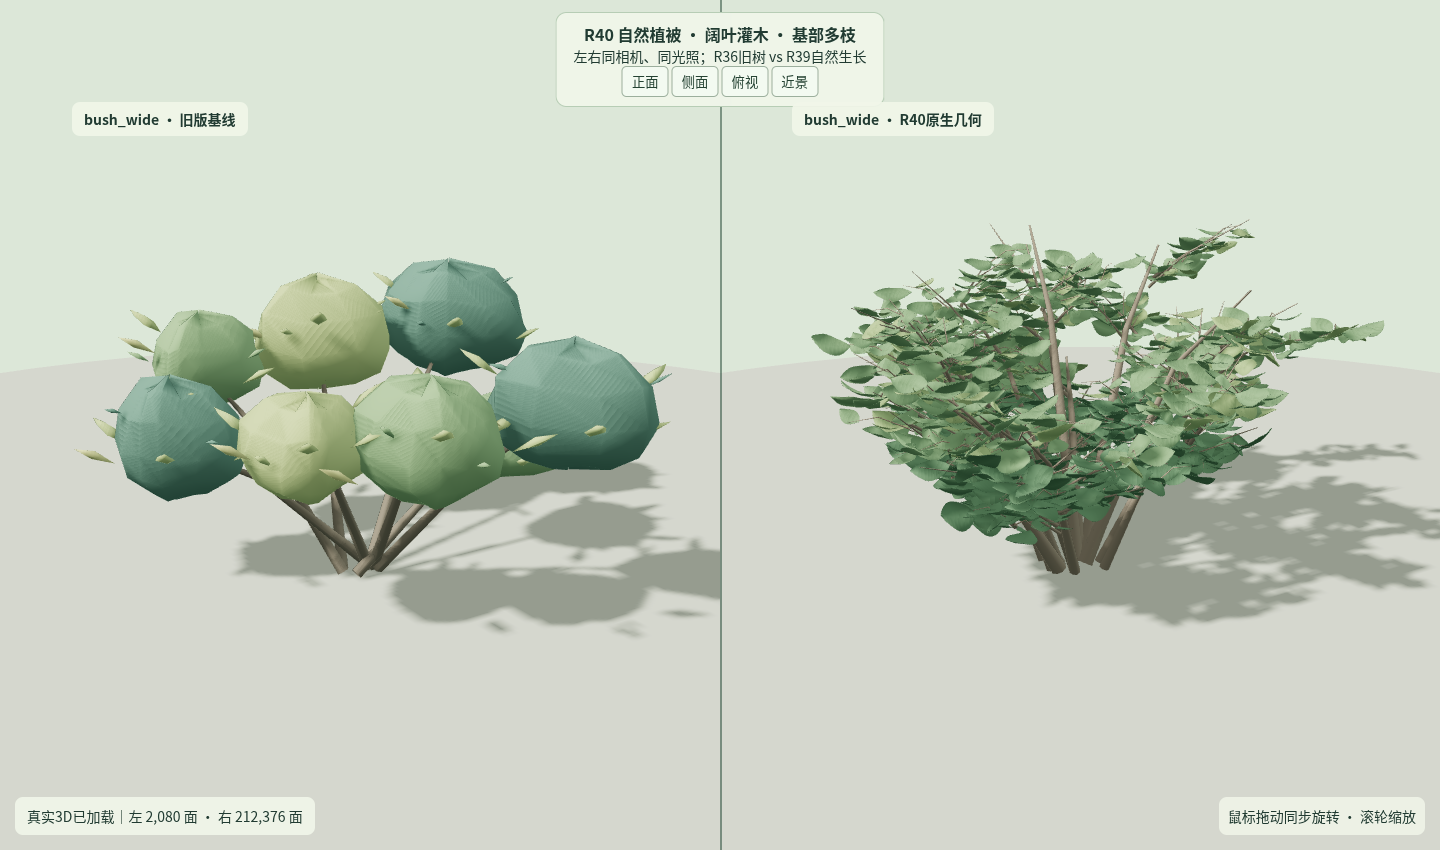 R40 自然植被 • 阔叶灌木 • 基部多枝
左右同相机、同光照；R36旧树 vs R39自然生长
正面 侧面 俯视 近景
bush_wide • 旧版基线
bush_wide • R40原生几何
真实3D已加载｜左 2,080 面 • 右 212,376 面
鼠标拖动同步旋转 • 滚轮缩放